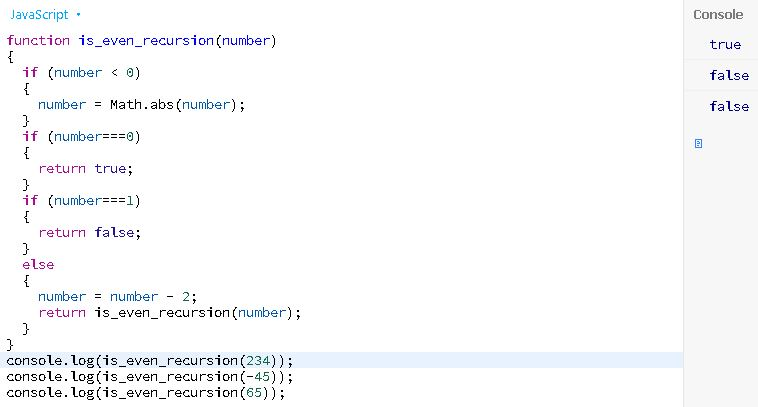 JavaScript
Console
function is_even_recursion(number)
{
  if (number < 0)
  {
    number = Math.abs(number);
  }
  if (number===0)
  {
    return true;
  }
  if (number===1)
  {
    return false;
  }
  else
  {
    number = number - 2;
    return is_even_recursion(number);
  }
}
console.log(is_even_recursion(234));
console.log(is_even_recursion(-45));
console.log(is_even_recursion(65));
true
false
false